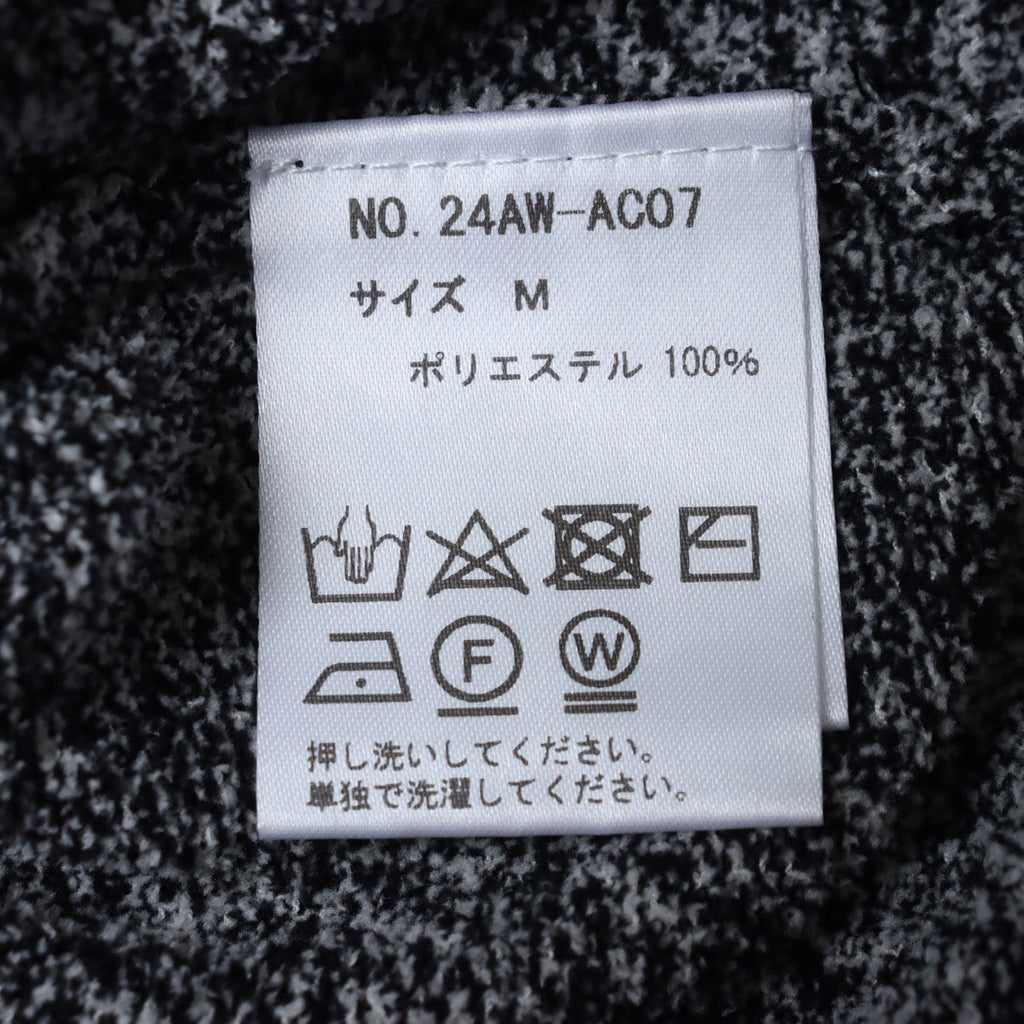 NO. 24AW-AC07
サイズ M
ポリエステル 100%
F W
押し洗いしてください。
単独で洗濯してください。